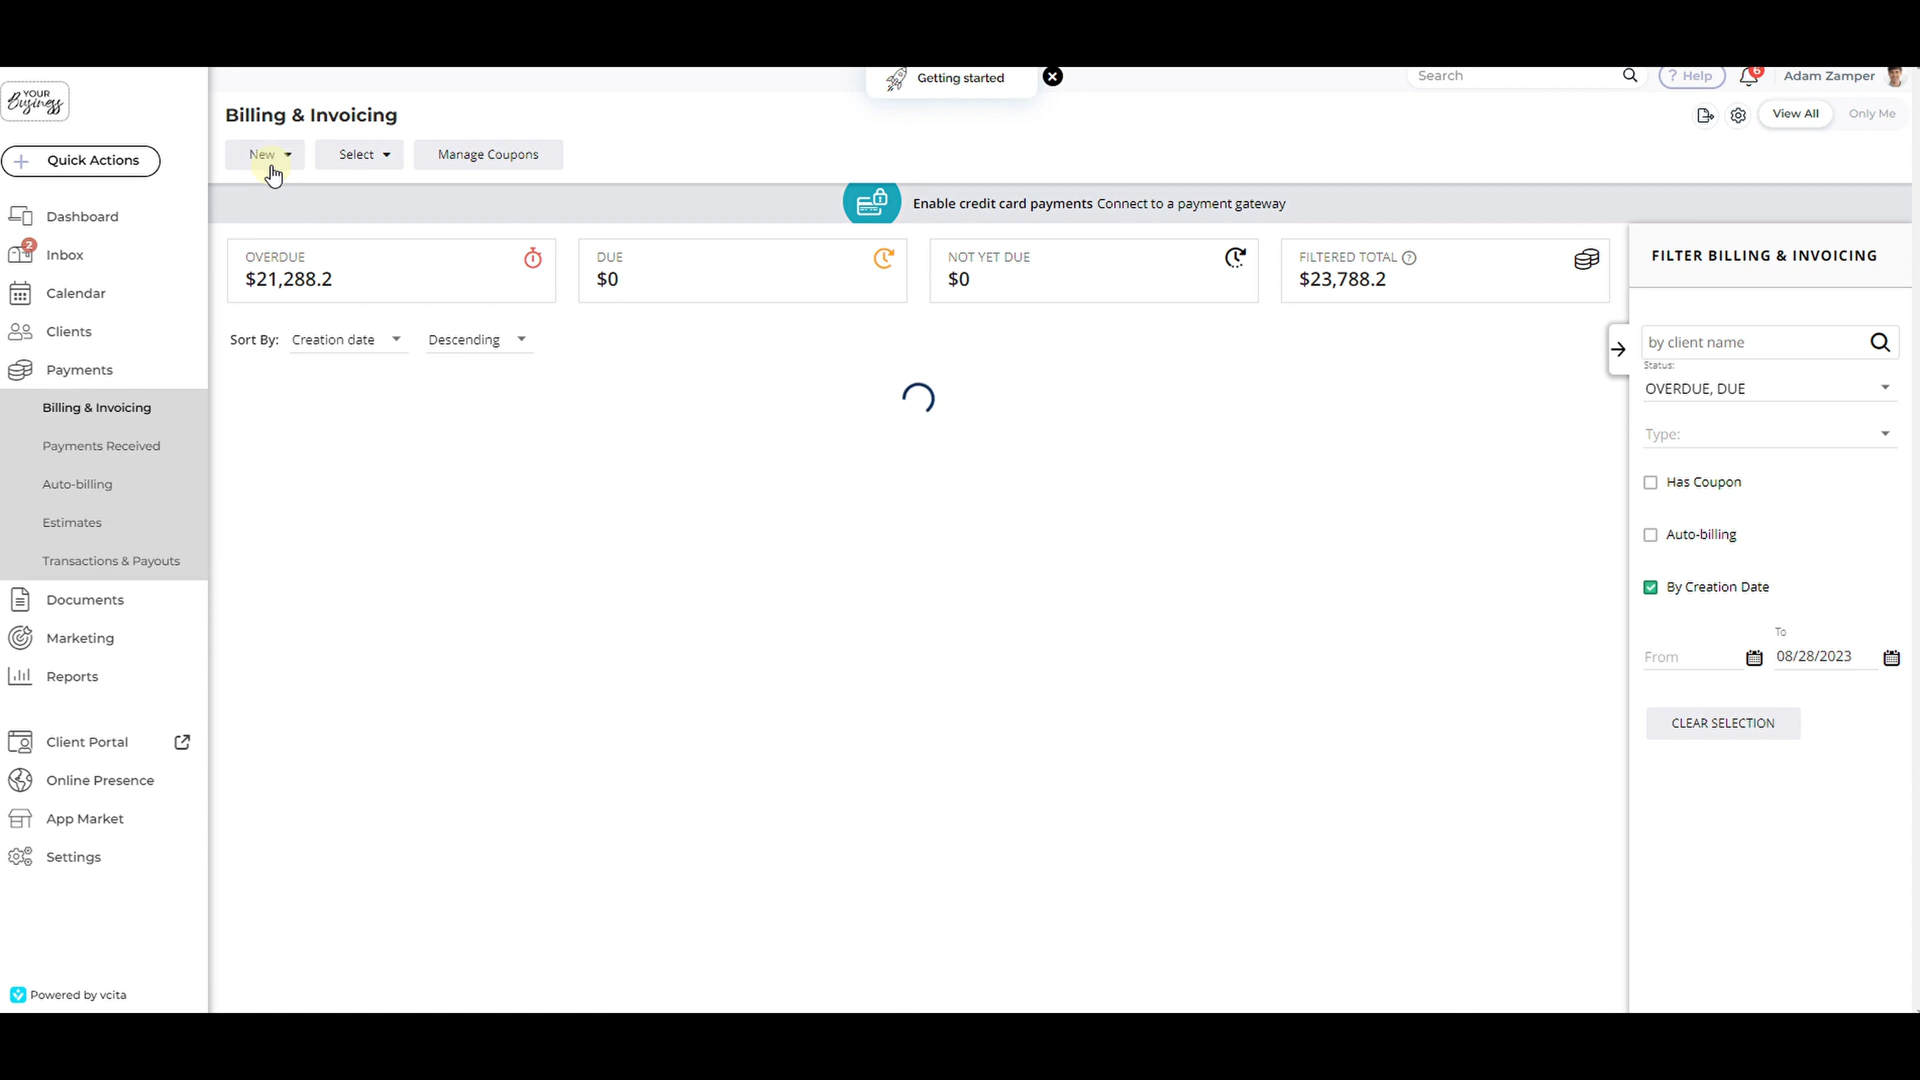 YOUR
Business
Getting started
Search
? Help
6
Adam Zamper
Billing & Invoicing
View All
Only Me
Quick Actions
New
Select
Manage Coupons
Enable credit card payments Connect to a payment gateway
Dashboard
2
Inbox
Calendar
Clients
Payments
Billing & Invoicing
Payments Received
Auto-billing
Estimates
Transactions & Payouts
Documents
Marketing
Reports
Client Portal
Online Presence
App Market
Settings
Powered by vcita
OVERDUE
$21,288.2
DUE
$0
NOT YET DUE
$0
FILTERED TOTAL ?
$23,788.2
Sort By: Creation date Descending
FILTER BILLING & INVOICING
by client name
Status:
OVERDUE, DUE
Type:
Has Coupon
Auto-billing
By Creation Date
To
From 08/28/2023
CLEAR SELECTION